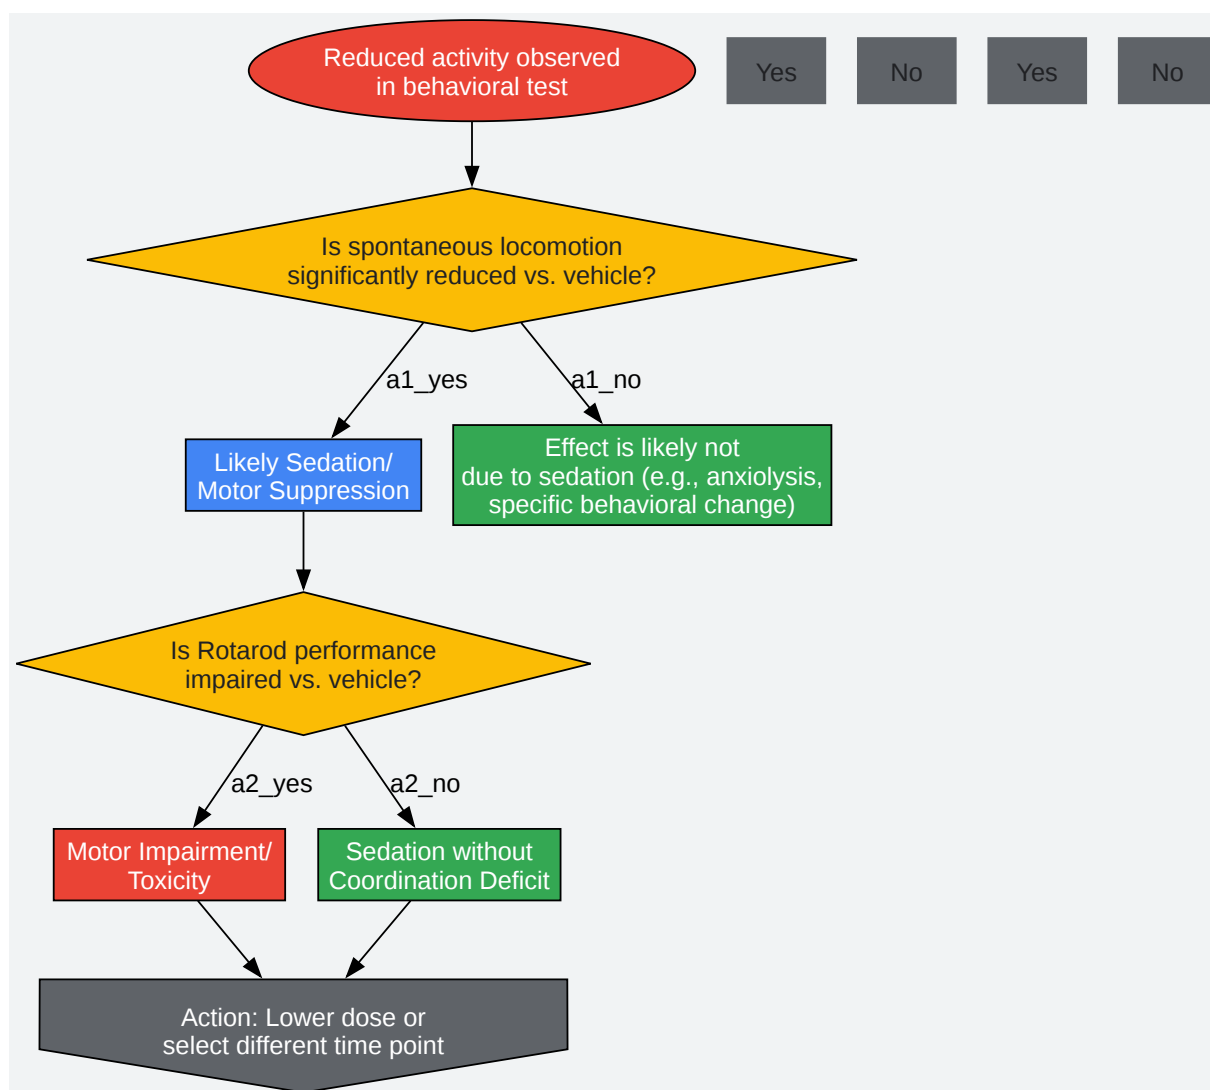 Reduced activity observed
in behavioral test
Yes
No
Yes
No
Is spontaneous locomotion
significantly reduced vs. vehicle?
a1_yes
a1_no
Likely Sedation/
Motor Suppression
Effect is likely not
due to sedation (e.g., anxiolysis,
specific behavioral change)
Is Rotarod performance
impaired vs. vehicle?
a2_yes
a2_no
Motor Impairment/
Toxicity
Sedation without
Coordination Deficit
Action: Lower dose or
select different time point